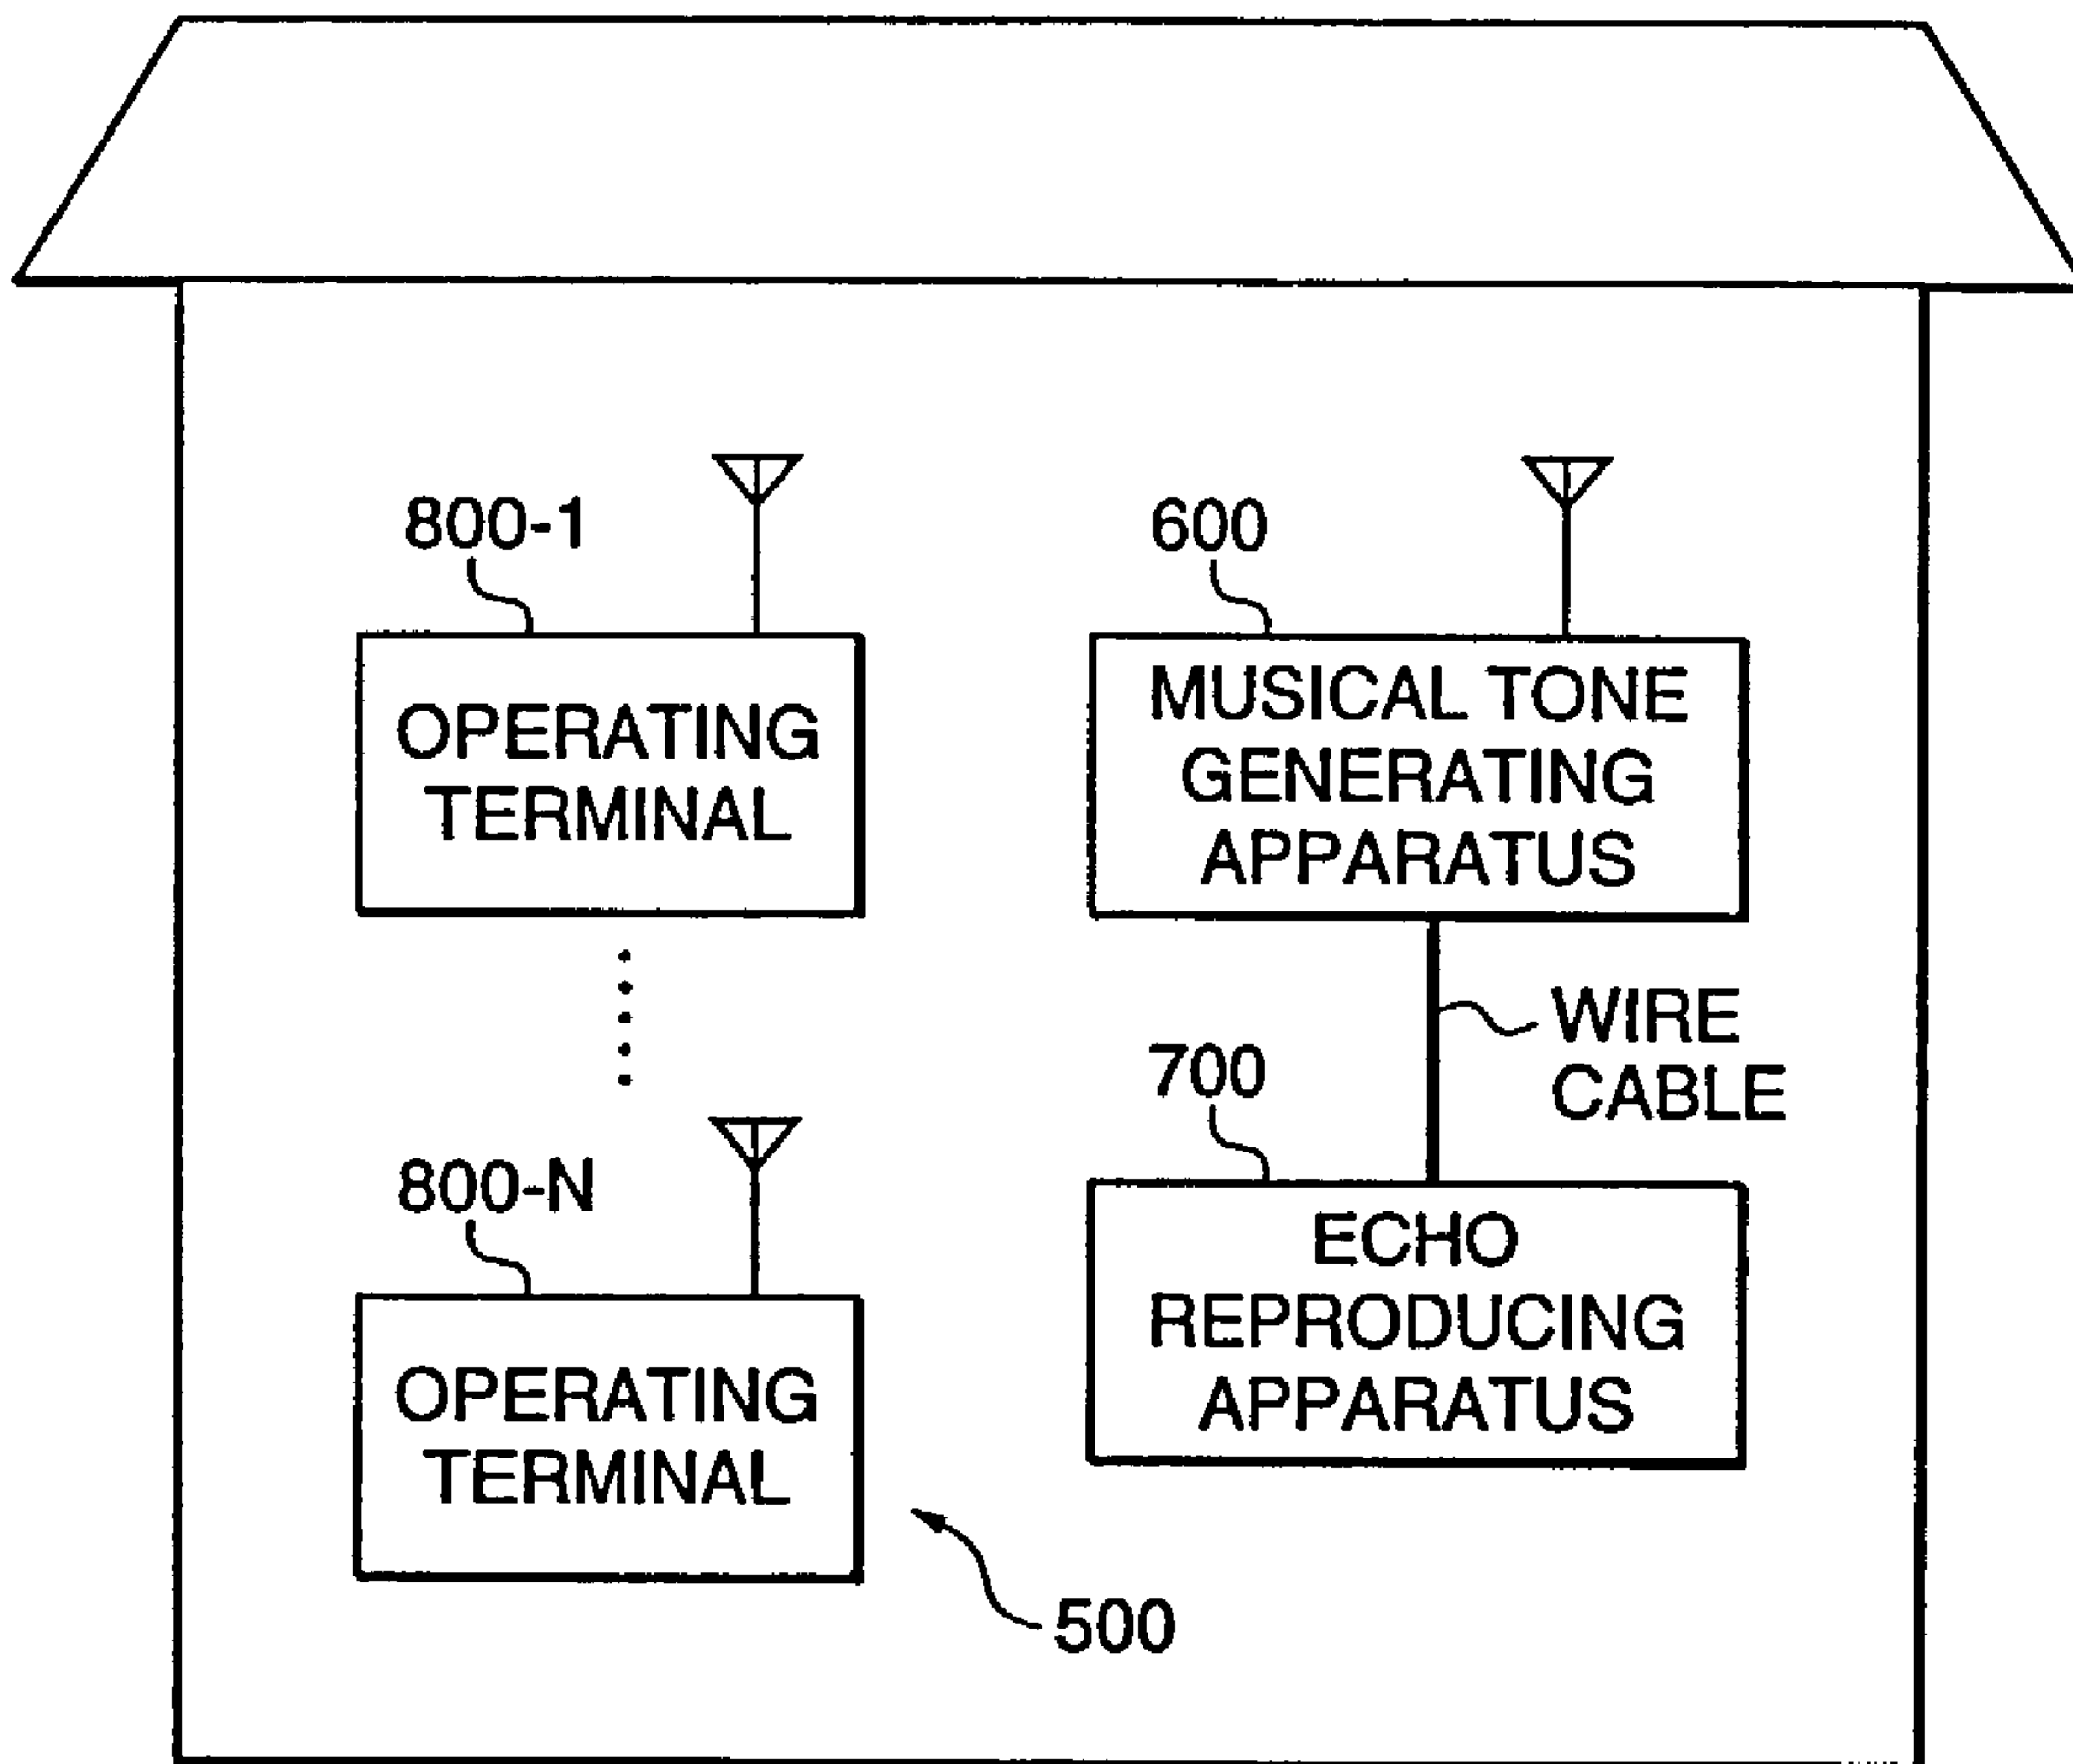 800-1
OPERATING
TERMINAL
800-N
OPERATING
TERMINAL
600
MUSICAL TONE
GENERATING
APPARATUS
WIRE
CABLE
700
ECHO
REPRODUCING
APPARATUS
500